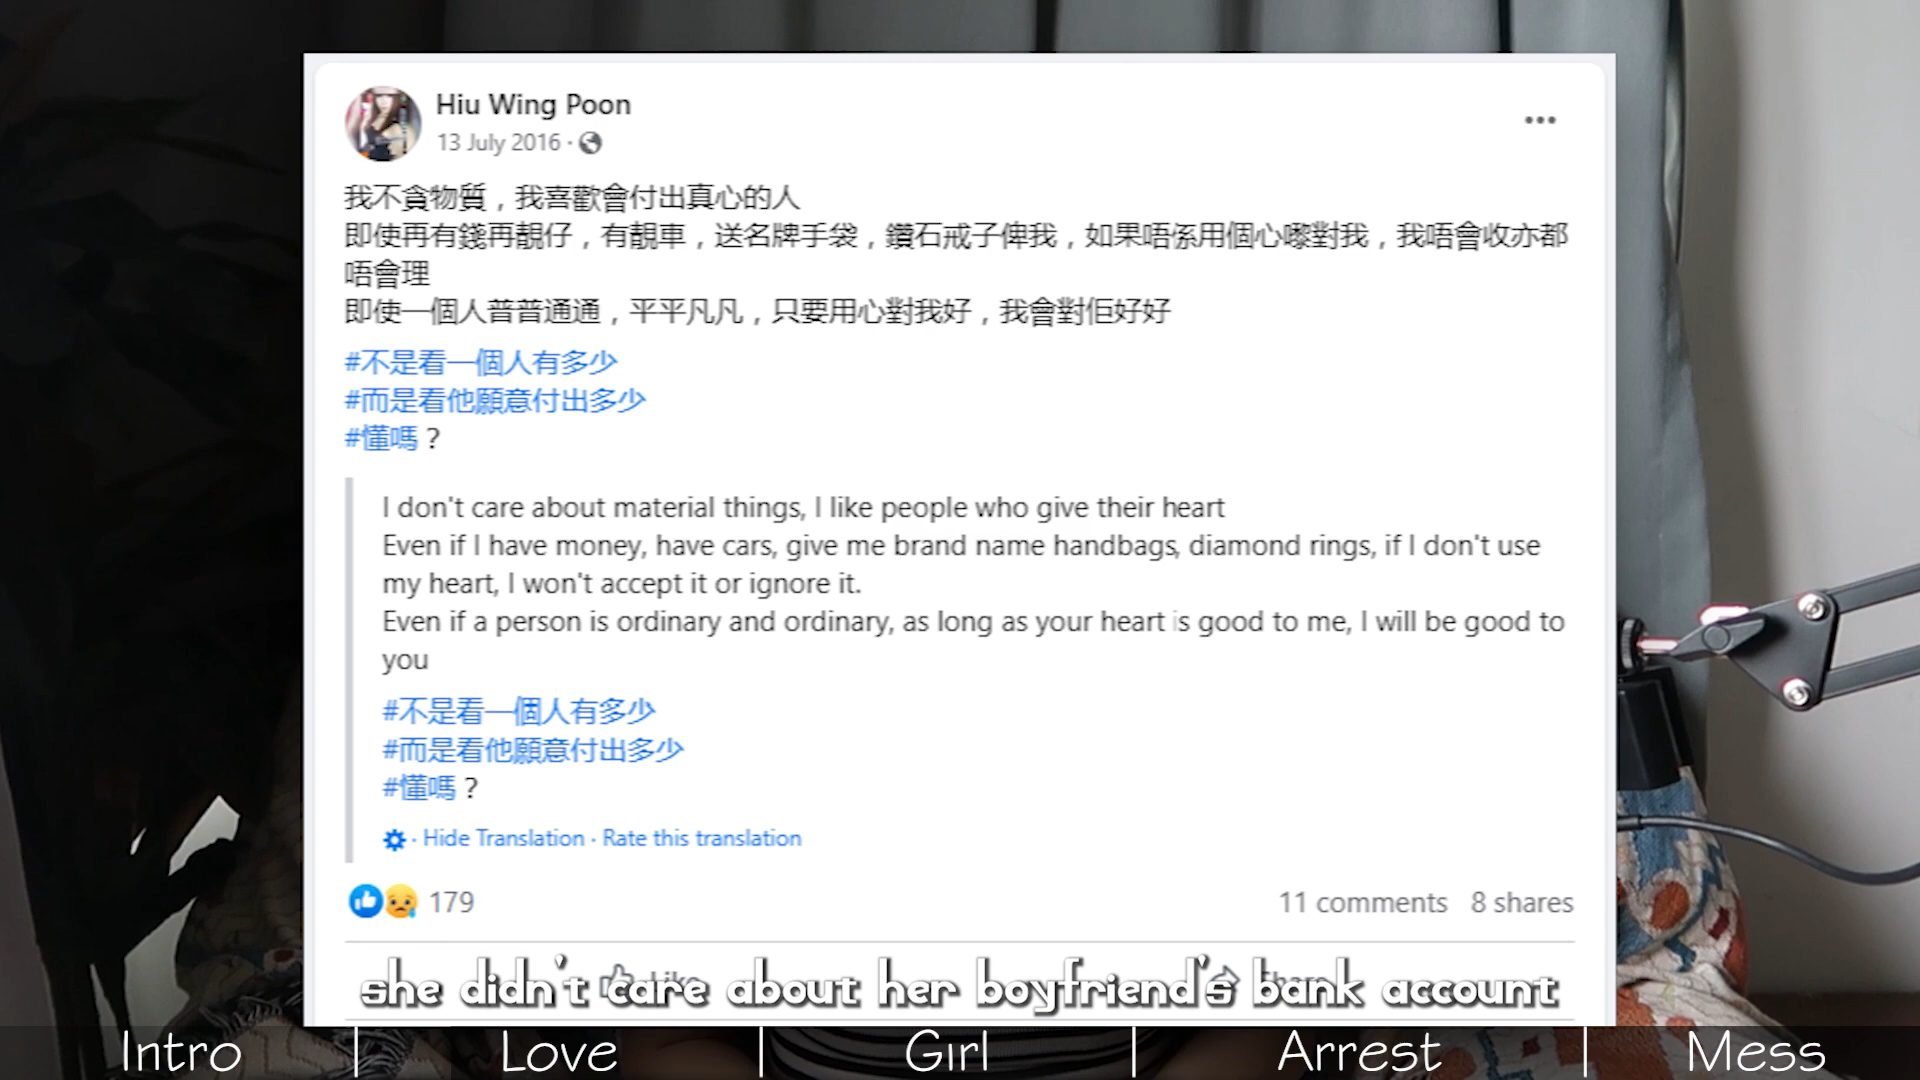 Hiu Wing Poon
13 July 2016 ·
我不貪物質，我喜歡會付出真心的人
即使再有錢再靚仔，有靚車，送名牌手袋，鑽石戒子俾我，如果唔係用個心嚟對我，我唔會收亦都
唔會理
即使一個人普普通通，平平凡凡，只要用心對我好，我會對佢好好
#不是看一個人有多少
#而是看他願意付出多少
#懂嗎？
I don't care about material things, I like people who give their heart
Even if I have money, have cars, give me brand name handbags, diamond rings, if I don't use
my heart, I won't accept it or ignore it.
Even if a person is ordinary and ordinary, as long as your heart is good to me, I will be good to
you
#不是看一個人有多少
#而是看他願意付出多少
#懂嗎？
· Hide Translation · Rate this translation
179
11 comments 8 shares
Like Share
she didn't care about her boyfriend's bank account
Intro | Love | Girl | Arrest | Mess